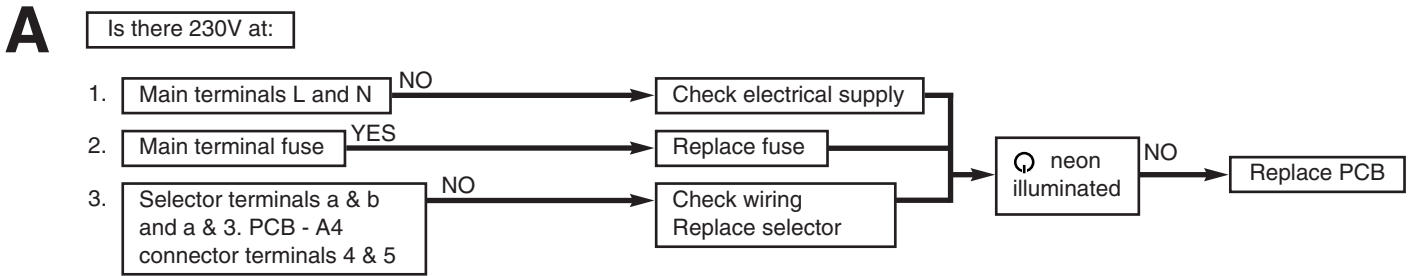 A
Is there 230V at:
1. Main terminals L and N
NO
Check electrical supply
2. Main terminal fuse
YES
Replace fuse
3. Selector terminals a & b
and a & 3. PCB - A4
connector terminals 4 & 5
NO
Check wiring
Replace selector
neon
illuminated
NO
Replace PCB